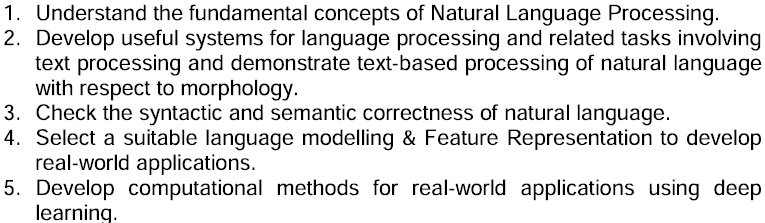 1. Understand the fundamental concepts of Natural Language Processing.
2. Develop useful systems for language processing and related tasks involving
text processing and demonstrate text-based processing of natural language
with respect to morphology.
3. Check the syntactic and semantic correctness of natural language.
4. Select a suitable language modelling & Feature Representation to develop
real-world applications.
5. Develop computational methods for real-world applications using deep
learning.